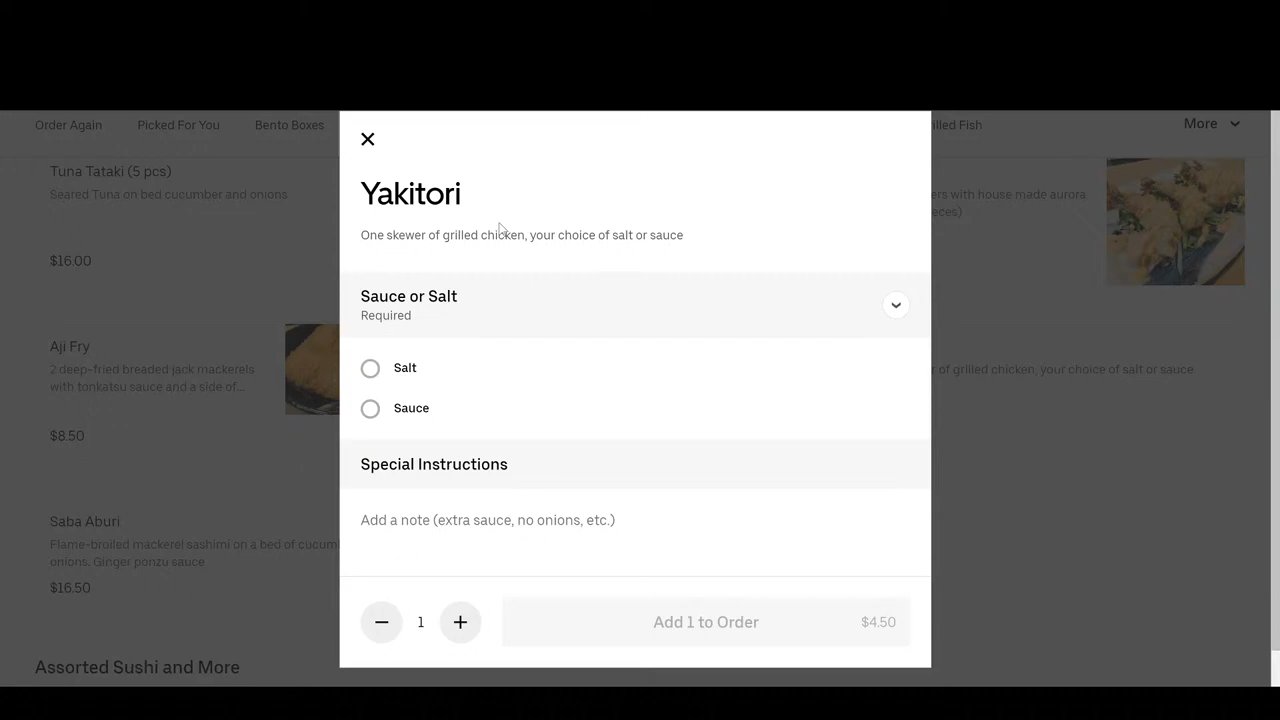 Order Again
Picked For You
Bento Boxes
illed Fish
More
Tuna Tataki (5 pcs)
Seared Tuna on bed cucumber and onions
$16.00
Aji Fry
2 deep-fried breaded jack mackerels
with tonkatsu sauce and a side of...
$8.50
Saba Aburi
Flame-broiled mackerel sashimi on a bed of cucum
onions. Ginger ponzu sauce
$16.50
Assorted Sushi and More
Yakitori
One skewer of grilled chicken, your choice of salt or sauce
Sauce or Salt
Required
Salt
Sauce
Special Instructions
Add a note (extra sauce, no onions, etc.)
1
Add 1 to Order
$4.50
ers with house made aurora
eces)
r of grilled chicken, your choice of salt or sauce